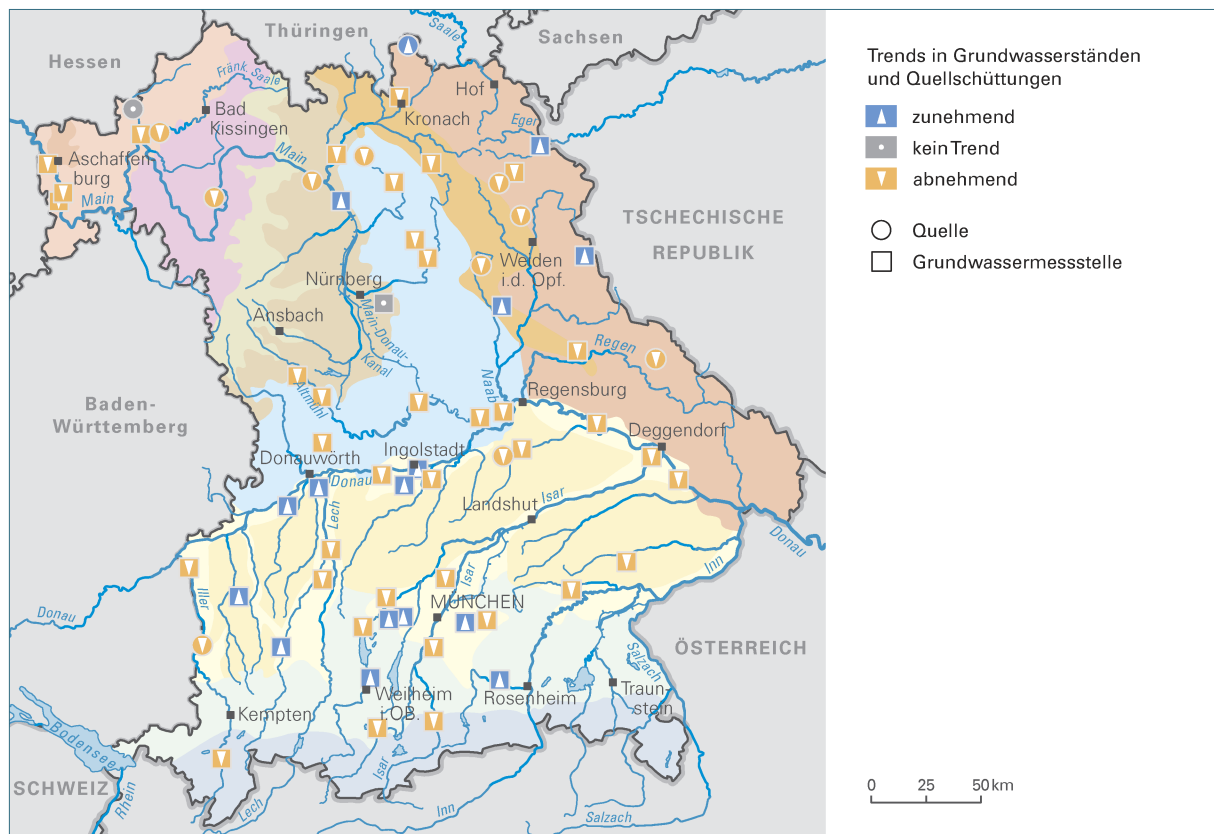 Thüringen
Saale
Sachsen
Hessen
Fränk. Saale
Hof
Bad
Kissingen
Kronach
Eger
Aschaffen
burg
Main
Main
TSCHECHISCHE
REPUBLIK
Weiden
i.d. Opf.
Nürnberg
Ansbach
Main-Donau-
Kanal
Regen
Altmühl
Naab
Regensburg
Baden-
Württemberg
Deggendorf
Ingolstadt
Donauwörth
Donau
Landshut
Isar
Lech
Donau
Inn
Iller
Isar
MÜNCHEN
Donau
ÖSTERREICH
Salzach
Weilheim
i.OB.
Rosenheim
Traun-
stein
Kempten
Bodensee
SCHWEIZ
Rhein
Lech
Isar
Inn
Salzach
Trends in Grundwasserständen
und Quellschüttungen
zunehmend
kein Trend
abnehmend
Quelle
Grundwassermessstelle
0 25 50 km